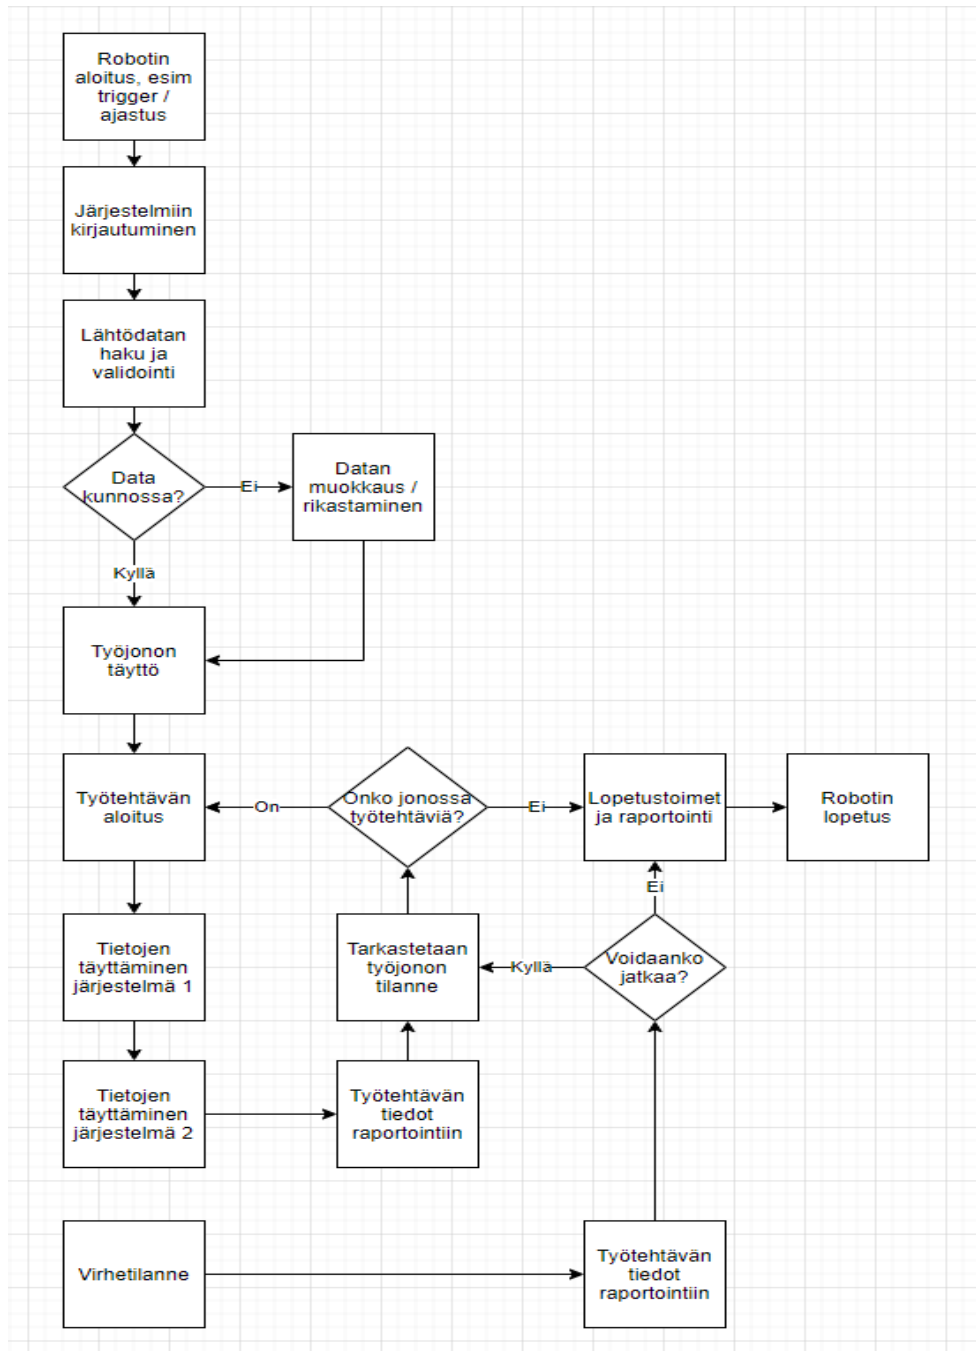 Robotin
aloitus, esim
trigger /
ajastus
Järjestelmiin
kirjautuminen
Lähtödatan
haku ja
validointi
Data
kunnossa?
Ei
Datan
muokkaus /
rikastaminen
Kyllä
Työjonon
täyttö
Työtehtävän
aloitus
On
Onko jonossa
työtehtäviä?
Ei
Lopetustoimet
ja raportointi
Robotin
lopetus
Ei
Tietojen
täyttäminen
järjestelmä 1
Tarkastetaan
työjonon
tilanne
Kyllä
Voidaanko
jatkaa?
Tietojen
täyttäminen
järjestelmä 2
Työtehtävän
tiedot
raportointiin
Virhetilanne
Työtehtävän
tiedot
raportointiin